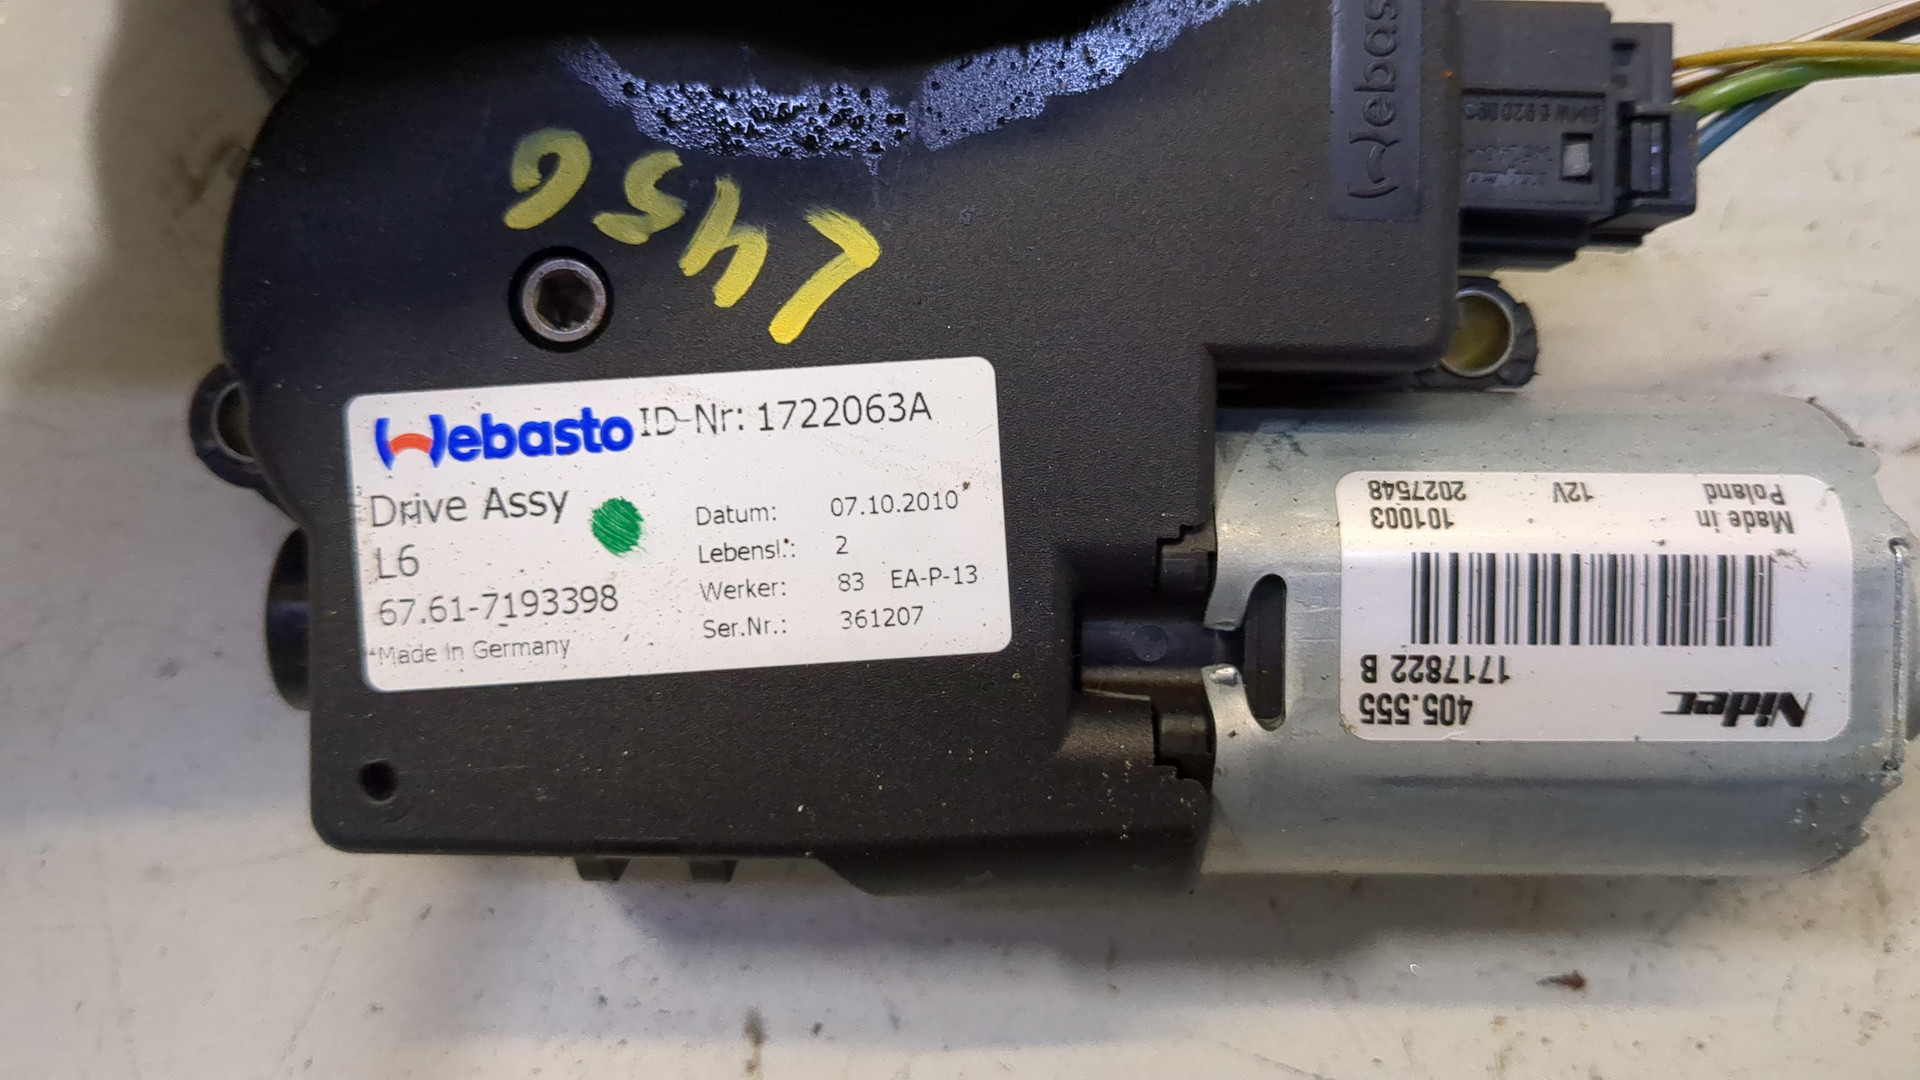 L456
Webasto ID-Nr: 1722063A
Drive Assy
L6
67.61-7193398
Made in Germany
Datum: 07.10.2010
Lebensl.: 2
Werker: 83 EA-P-13
Ser.Nr.: 361207
Webas
Nidec 405.555
1717822 B
Made in 101003
Poland 12V 2027548